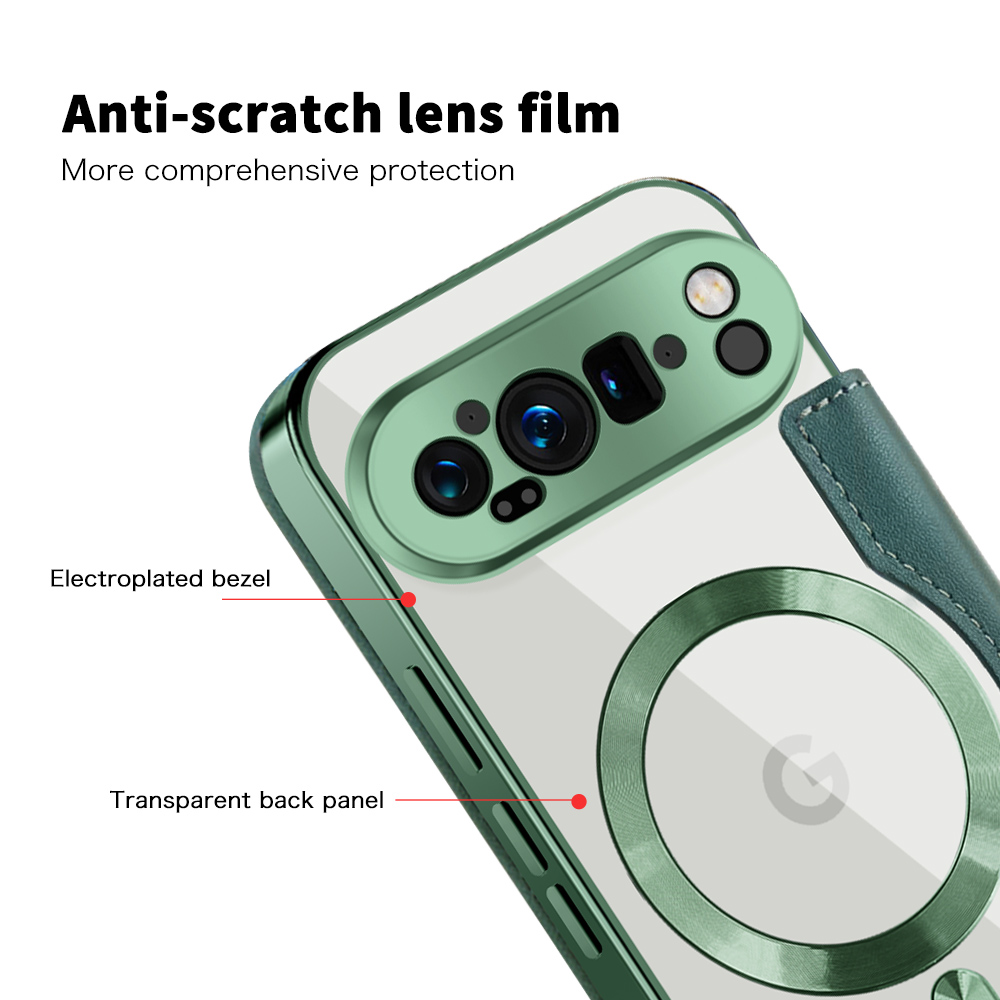 Anti-scratch lens film
More comprehensive protection
Electroplated bezel
Transparent back panel
G